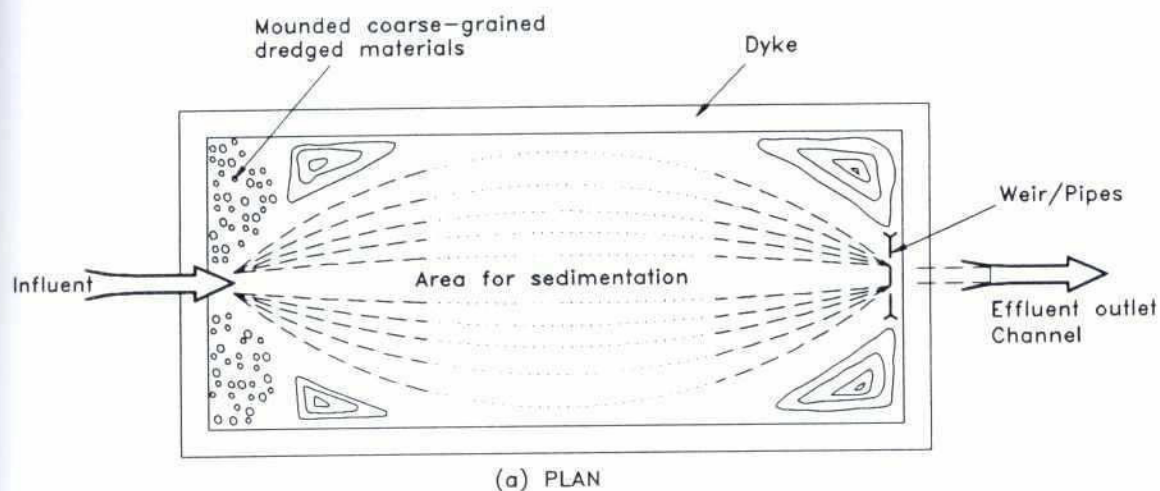 Mounded coarse-grained
dredged materials
Dyke
Weir/Pipes
Influent
Area for sedimentation
Effluent outlet
Channel
(a) PLAN